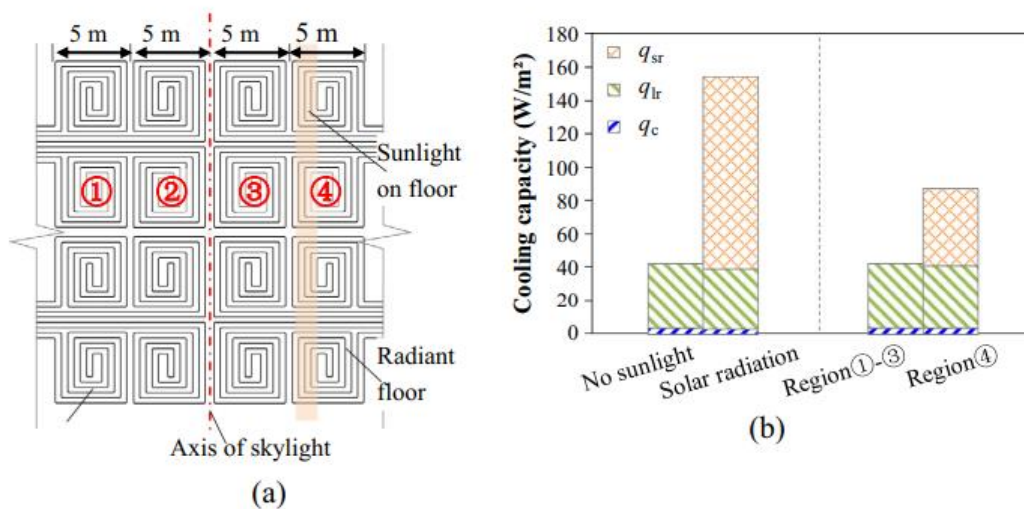 5 m 5 m 5 m 5 m
① ② ③ ④
Sunlight
on floor
Radiant
floor
Axis of skylight
(a)
Cooling capacity (W/m²)
180
160
140
120
100
80
60
40
20
0
qsr
qlr
qc
No sunlight
Solar radiation
Region①-③
Region④
(b)